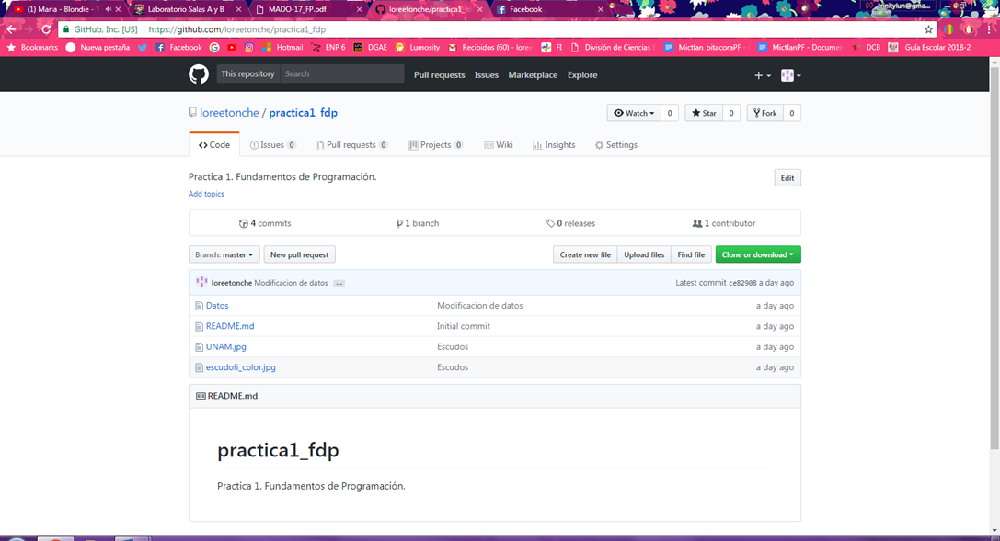 (1) Maria - Blondie - Y
Laboratorio Salas A y B
MADO-17_FP.pdf
loreetonche/practica1_fd
Facebook
GitHub, Inc. [US] | https://github.com/loreetonche/practica1_fdp
Bookmarks Nueva pestaña Facebook Hotmail ENP 6 DGAE Lumosity Recibidos (60) - lore División de Ciencias Mictlan_bitacoraPF - MictlanPF - Documen DCB Guía Escolar 2018-2
This repository Search Pull requests Issues Marketplace Explore
loreetonche / practica1_fdp Watch 0 Star 0 Fork 0
Code Issues 0 Pull requests 0 Projects 0 Wiki Insights Settings
Practica 1. Fundamentos de Programación. Edit
Add topics
4 commits 1 branch 0 releases 1 contributor
Branch: master New pull request Create new file Upload files Find file Clone or download
loreetonche Modificacion de datos ... Latest commit ce82908 a day ago
Datos Modificacion de datos a day ago
README.md Initial commit a day ago
UNAM.jpg Escudos a day ago
escudofi_color.jpg Escudos a day ago
README.md
practica1_fdp
Practica 1. Fundamentos de Programación.